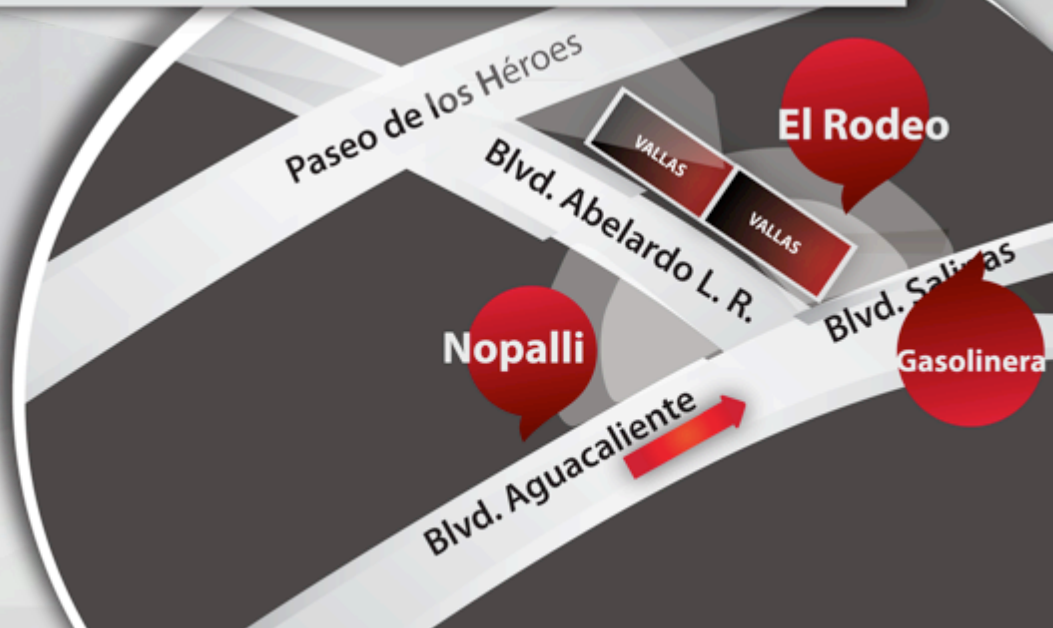 Paseo de los Héroes
El Rodeo
VALLAS
VALLAS
Blvd. Abelardo L. R.
Blvd. Salinas
Nopalli
Gasolinera
Blvd. Aguacaliente